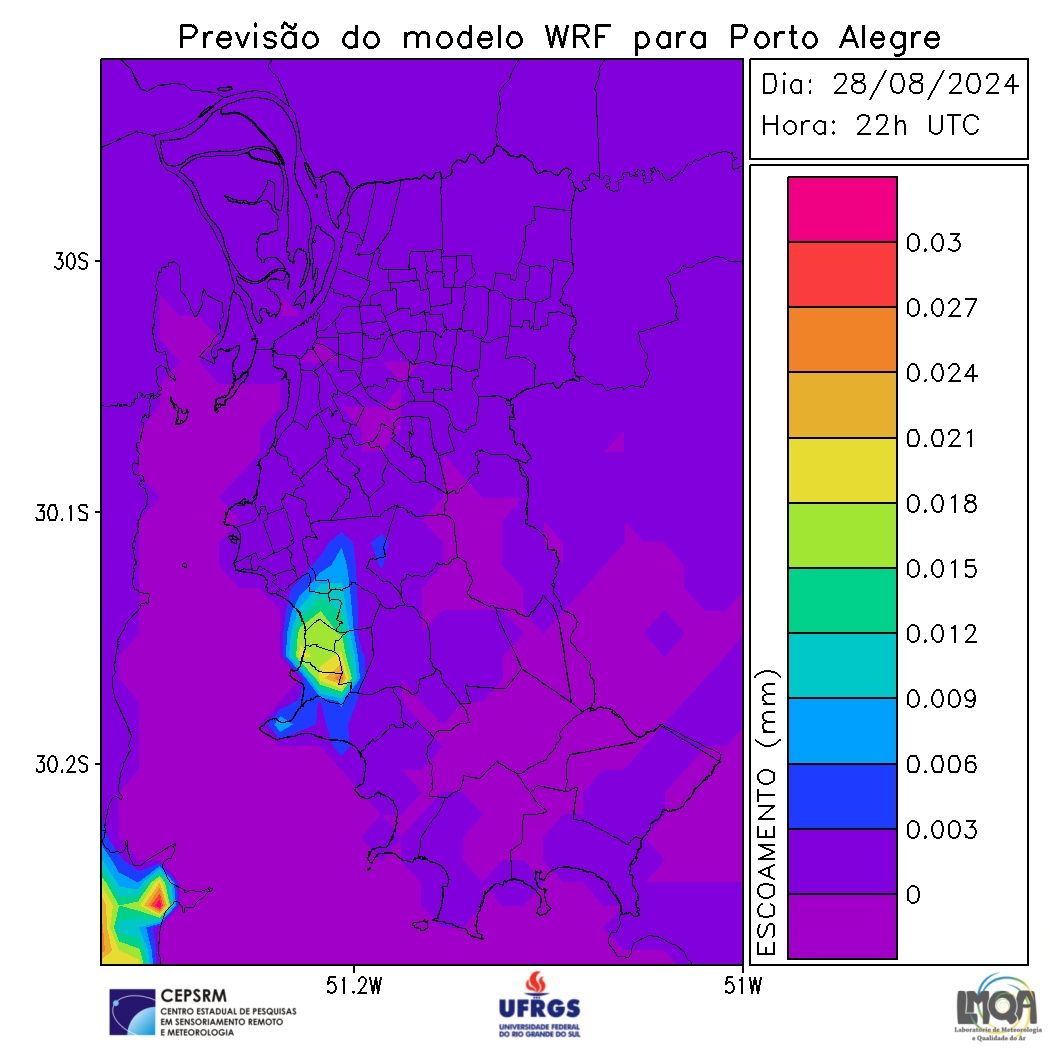 Previsão do modelo WRF para Porto Alegre
Dia: 28/08/2024
Hora: 22h UTC
30S
30.1S
30.2S
51.2W
51W
ESCOAMENTO (mm)
0.03
0.027
0.024
0.021
0.018
0.015
0.012
0.009
0.006
0.003
0
CEPSRM
CENTRO ESTADUAL DE PESQUISAS
EM SENSORIAMENTO REMOTO
E METEOROLOGIA
UFRGS
UNIVERSIDADE FEDERAL
DO RIO GRANDE DO SUL
LMQA
Laboratório de Meteorologia
e Qualidade do Ar